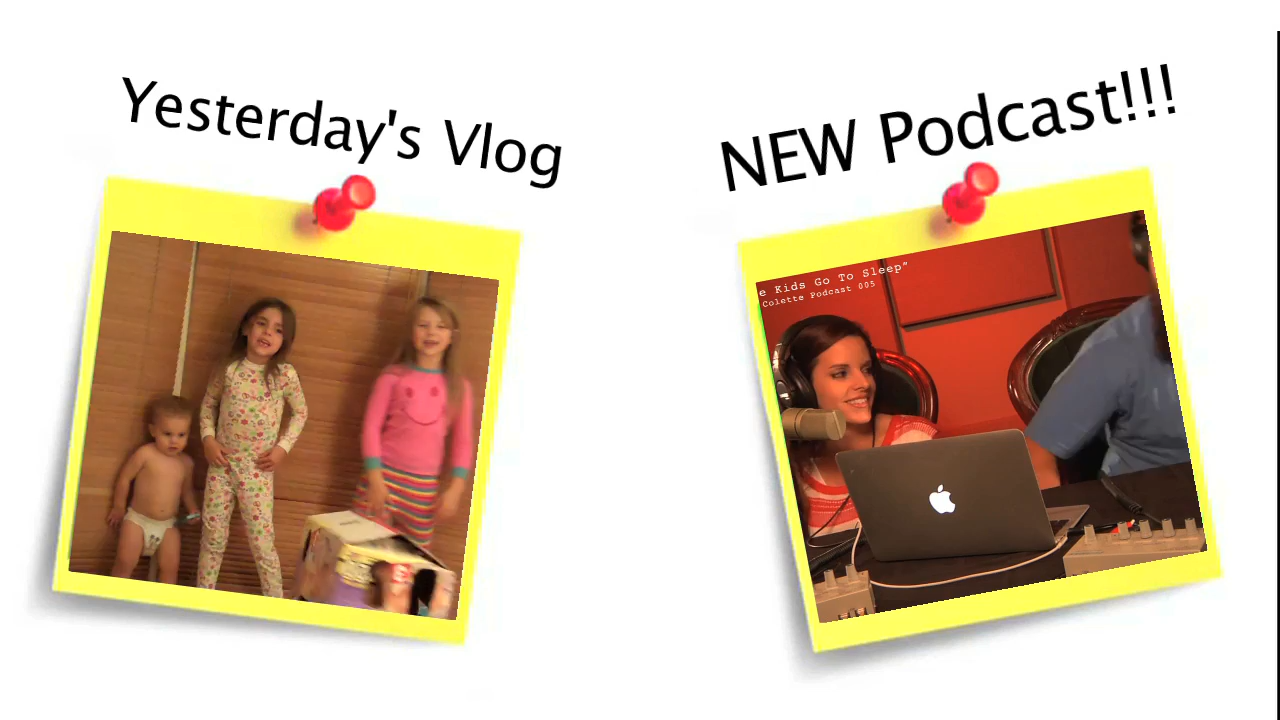 Yesterday's Vlog
NEW Podcast!!!
e Kids Go To Sleep"
Colette Podcast 005